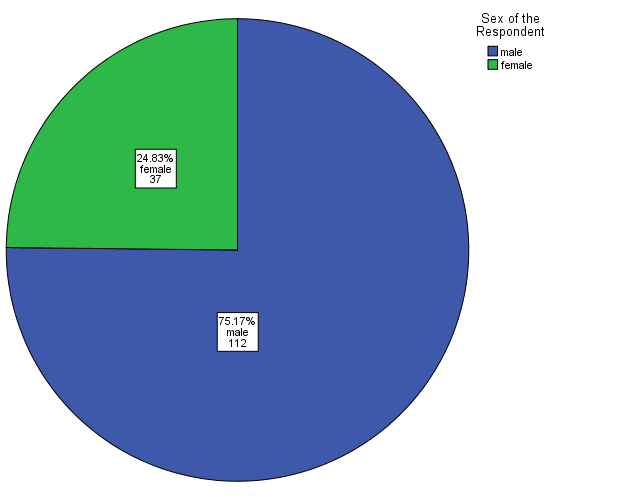 Sex of the
Respondent
male
female
24.83%
female
37
75.17%
male
112